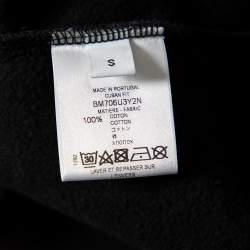 S
MADE IN PORTUGAL
CUBAN FIT
BM706U3Y2N
MATIERE - FABRIC
100% COTON
COTTON
コットン
棉
ХЛОПОК
30
LAVER ET REPASSER SUR